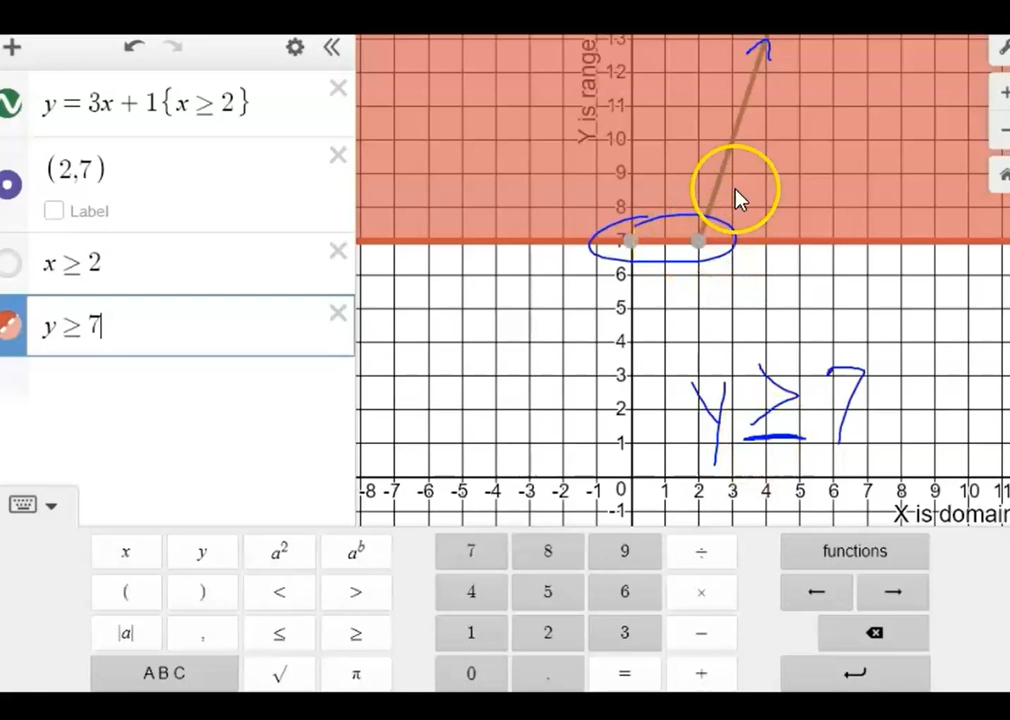 y = 3x + 1{x ≥ 2}
(2,7)
Label
x ≥ 2
y ≥ 7
Y is range
13
12
11
10
9
8
7
6
5
4
3
2
1
-8 -7 -6 -5 -4 -3 -2 -1 0 1 2 3 4 5 6 7 8 9 10 11
-1
X is domain
y ≥ 7
x y a² aᵇ 7 8 9 ÷ functions
( ) < > 4 5 6 × ← →
|a| , ≤ ≥ 1 2 3 −
A B C √ π 0 . = +